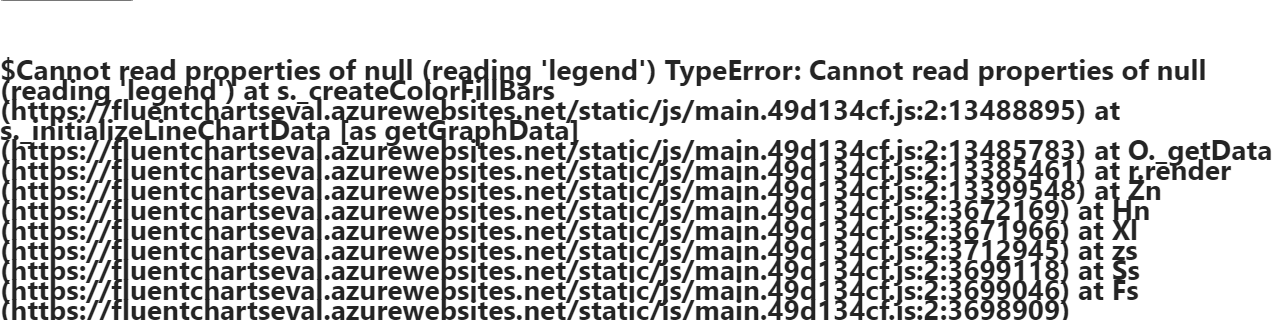 $Cannot read properties of null (reading 'legend') TypeError: Cannot read properties of null
(reading 'legend') at s._createColorFillBars
(https://fluentchartseval.azurewebsites.net/static/js/main.49d134cf.js:2:13488895) at
s._initializeLineChartData [as getGraphData]
(https://fluentchartseval.azurewebsites.net/static/js/main.49d134cf.js:2:13485783) at O._getData
(https://fluentchartseval.azurewebsites.net/static/js/main.49d134cf.js:2:13385461) at r.render
(https://fluentchartseval.azurewebsites.net/static/js/main.49d134cf.js:2:13399548) at Zn
(https://fluentchartseval.azurewebsites.net/static/js/main.49d134cf.js:2:3672169) at Hn
(https://fluentchartseval.azurewebsites.net/static/js/main.49d134cf.js:2:3671966) at Xl
(https://fluentchartseval.azurewebsites.net/static/js/main.49d134cf.js:2:3712945) at zs
(https://fluentchartseval.azurewebsites.net/static/js/main.49d134cf.js:2:3699118) at Ss
(https://fluentchartseval.azurewebsites.net/static/js/main.49d134cf.js:2:3699046) at Fs
(https://fluentchartseval.azurewebsites.net/static/js/main.49d134cf.js:2:3698909)